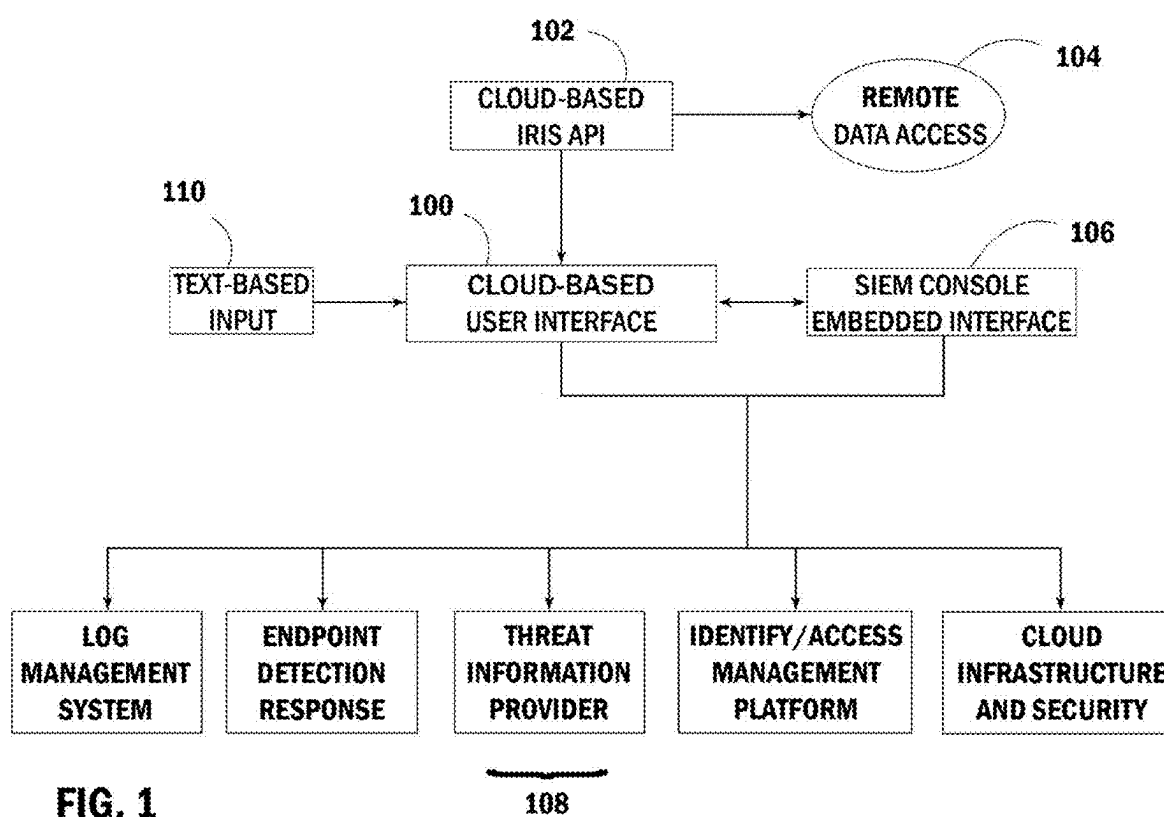 102
CLOUD-BASED
IRIS API
104
REMOTE
DATA ACCESS
110
TEXT-BASED
INPUT
100
CLOUD-BASED
USER INTERFACE
106
SIEM CONSOLE
EMBEDDED INTERFACE
LOG
MANAGEMENT
SYSTEM
ENDPOINT
DETECTION
RESPONSE
THREAT
INFORMATION
PROVIDER
IDENTIFY/ACCESS
MANAGEMENT
PLATFORM
CLOUD
INFRASTRUCTURE
AND SECURITY
108
FIG. 1